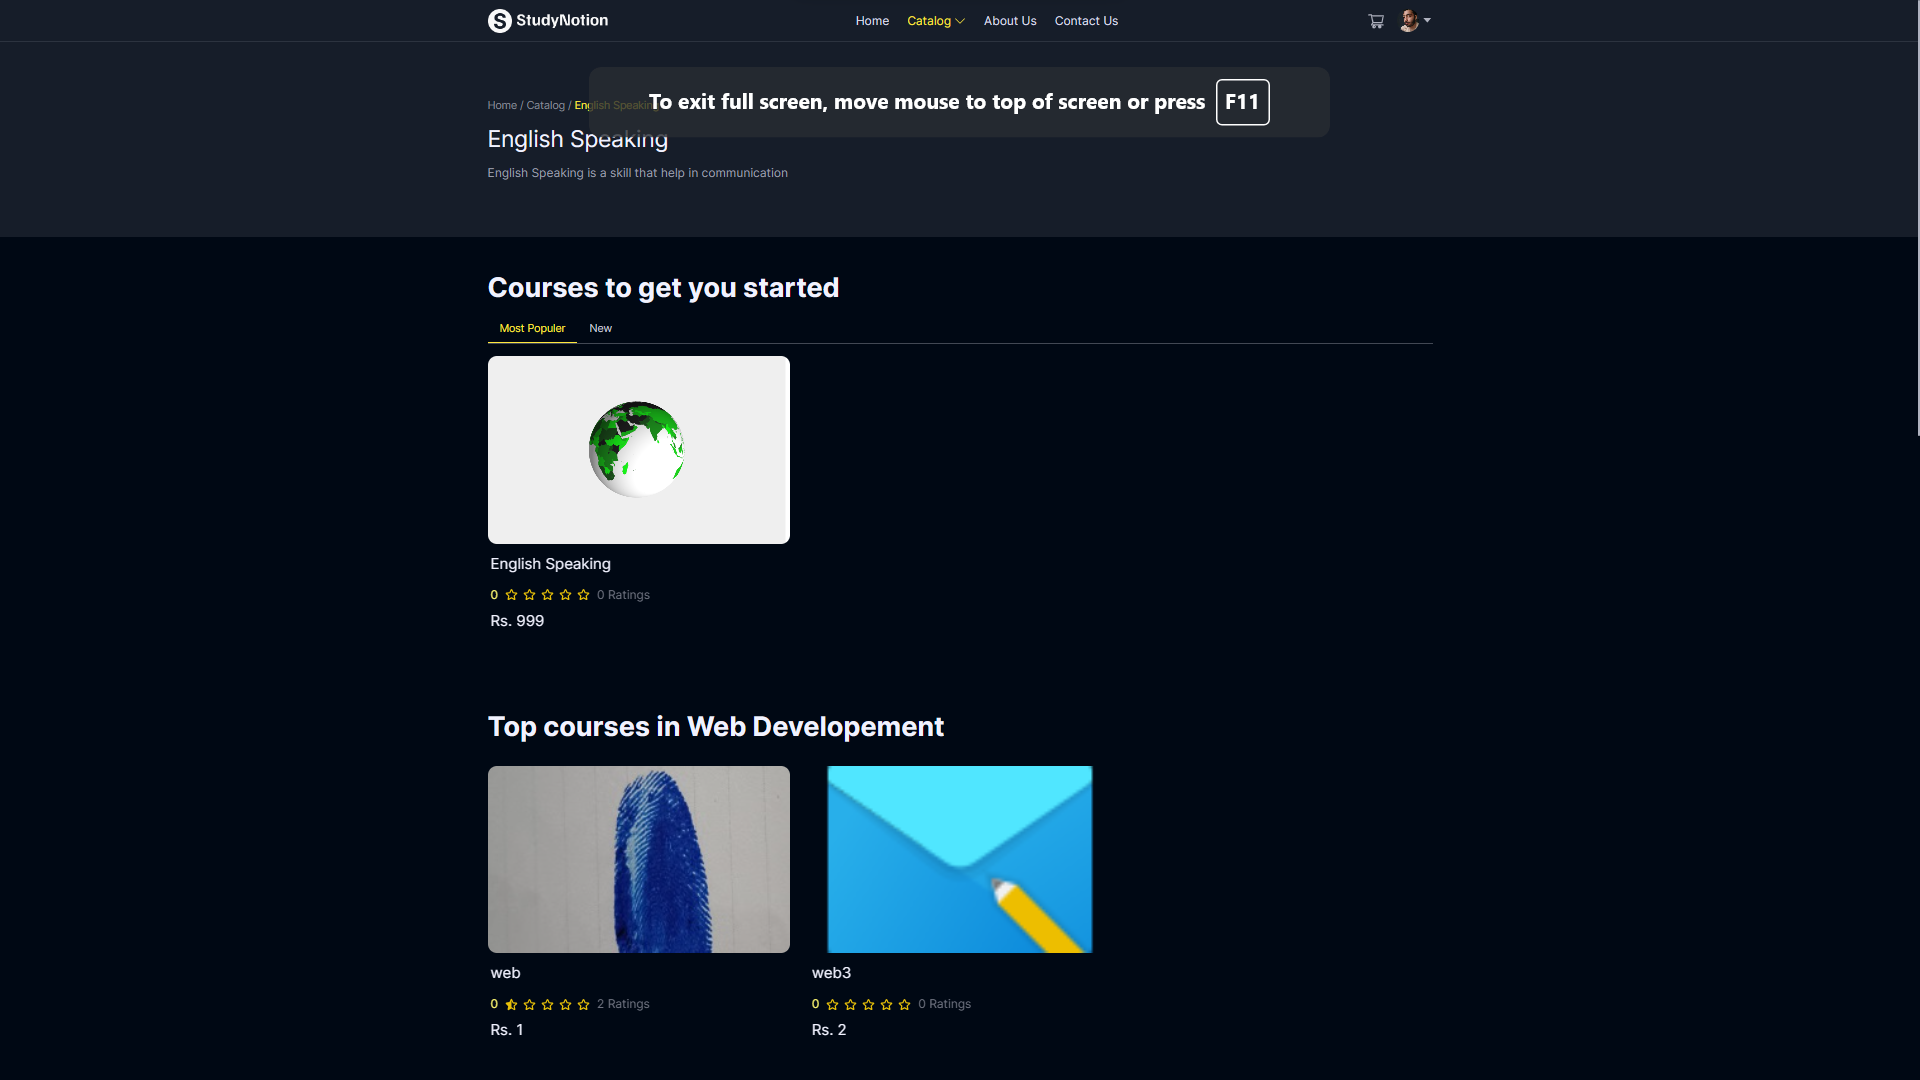 StudyNotion
Home Catalog About Us Contact Us
Home / Catalog / English Speaking
To exit full screen, move mouse to top of screen or press F11
English Speaking
English Speaking is a skill that help in communication
Courses to get you started
Most Populer New
English Speaking
0 0 Ratings
Rs. 999
Top courses in Web Developement
web
0 2 Ratings
Rs. 1
web3
0 0 Ratings
Rs. 2